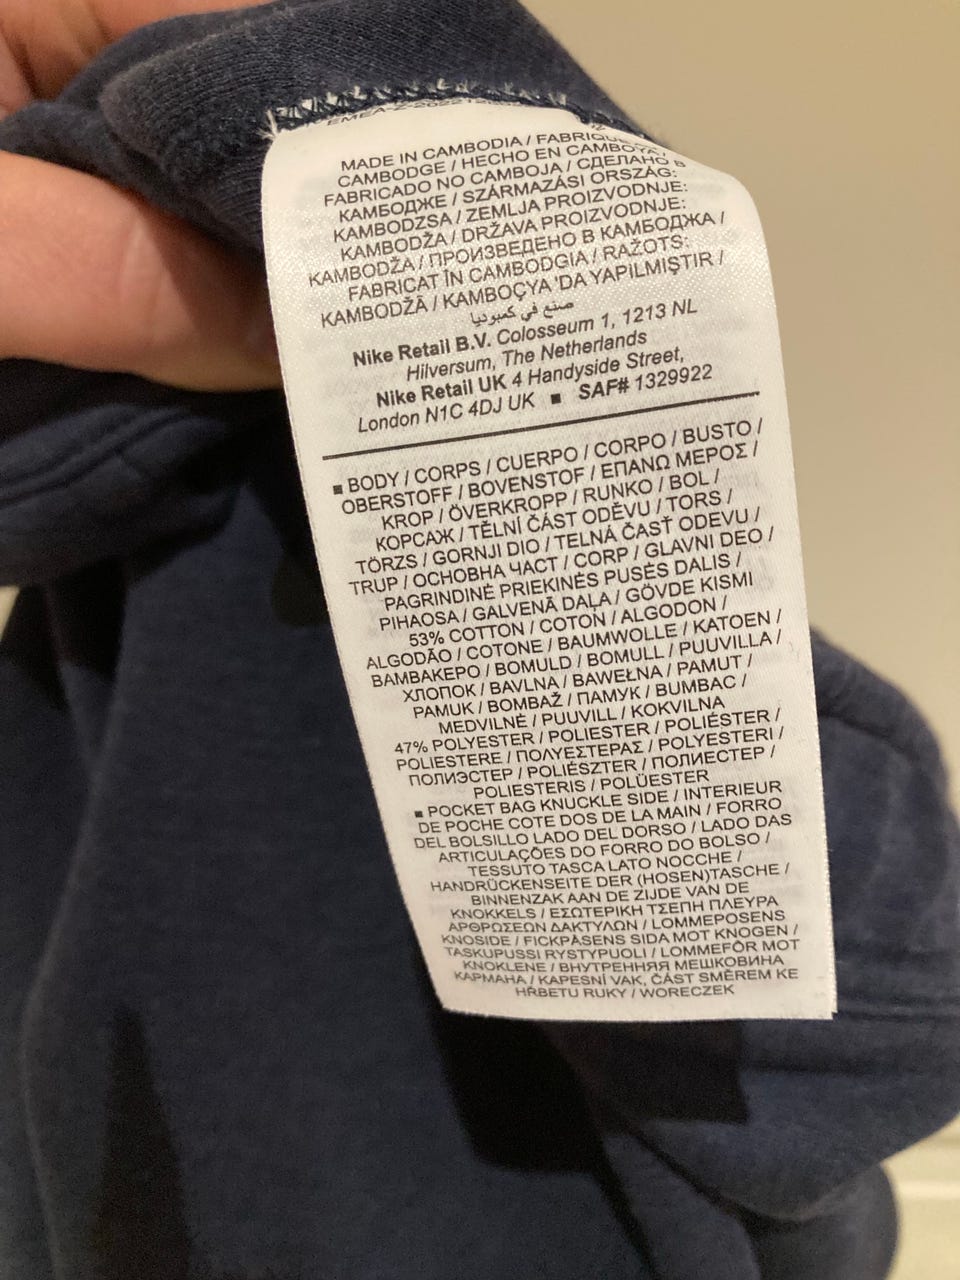 MADE IN CAMBODIA / FABRIQUÉ
CAMBODGE / HECHO EN CAMBOYA /
FABRICADO NO CAMBOJA / СДЕЛАНО В
КАМБОДЖЕ / SZÁRMAZÁSI ORSZÁG:
KAMBODZSA / ZEMLJA PROIZVODNJE:
KAMBODŽA / DRŽAVA PROIZVODNJE:
KAMBODŽA / ПРОИЗВЕДЕНО В КАМБОДЖА /
FABRICAT ÎN CAMBODGIA / RAŽOTS:
KAMBODŽĀ / KAMBOÇYA 'DA YAPILMIŞTIR /
صنع في كمبوديا
Nike Retail B.V. Colosseum 1, 1213 NL
Hilversum, The Netherlands
Nike Retail UK 4 Handyside Street,
London N1C 4DJ UK ■ SAF# 1329922
■ BODY / CORPS / CUERPO / CORPO / BUSTO /
OBERSTOFF / BOVENSTOF / ΕΠΑΝΩ ΜΕΡΟΣ /
KROP / ÖVERKROPP / RUNKO / BOL /
КОРСАЖ / TĚLNÍ ČÁST ODĚVU / TORS /
TÖRZS / GORNJI DIO / TELNÁ ČASŤ ODEVU /
TRUP / ОСНОВНА ЧАСТ / CORP / GLAVNI DEO /
PAGRINDINĖ PRIEKINĖS PUSĖS DALIS /
PIHAOSA / GALVENĀ DAĻA / GÖVDE KISMI
53% COTTON / COTON / ALGODON /
ALGODÃO / COTONE / BAUMWOLLE / KATOEN /
ΒΑΜΒΑΚΕΡΟ / BOMULD / BOMULL / PUUVILLA /
ХЛОПОК / BAVLNA / BAWEŁNA / PAMUT /
PAMUK / BOMBAŽ / ПАМУК / BUMBAC /
MEDVILNĖ / PUUVILL / KOKVILNA
47% POLYESTER / POLIESTER / POLIÉSTER /
POLIESTERE / ΠΟΛΥΕΣΤΕΡΑΣ / POLYESTERI /
ПОЛИЭСТЕР / POLIÉSZTER / ПОЛИЕСТЕР /
POLIESTERIS / POLÜESTER
■ POCKET BAG KNUCKLE SIDE / INTERIEUR
DE POCHE COTE DOS DE LA MAIN / FORRO
DEL BOLSILLO LADO DEL DORSO / LADO DAS
ARTICULAÇÕES DO FORRO DO BOLSO /
TESSUTO TASCA LATO NOCCHE /
HANDRÜCKENSEITE DER (HOSEN)TASCHE /
BINNENZAK AAN DE ZIJDE VAN DE
KNOKKELS / ΕΣΩΤΕΡΙΚΗ ΤΣΕΠΗ ΠΛΕΥΡΑ
ΑΡΘΡΩΣΕΩΝ ΔΑΚΤΥΛΩΝ / LOMMEPOSENS
KNOSIDE / FICKPÅSENS SIDA MOT KNOGEN /
TASKUPUSSI RYSTYPUOLI / LOMMEFÔR MOT
KNOKLENE / ВНУТРЕННЯЯ МЕШКОВИНА
КАРМАНА / KAPESNÍ VAK, ČÁST SMĚREM KE
HŘBETU RUKY / WORECZEK